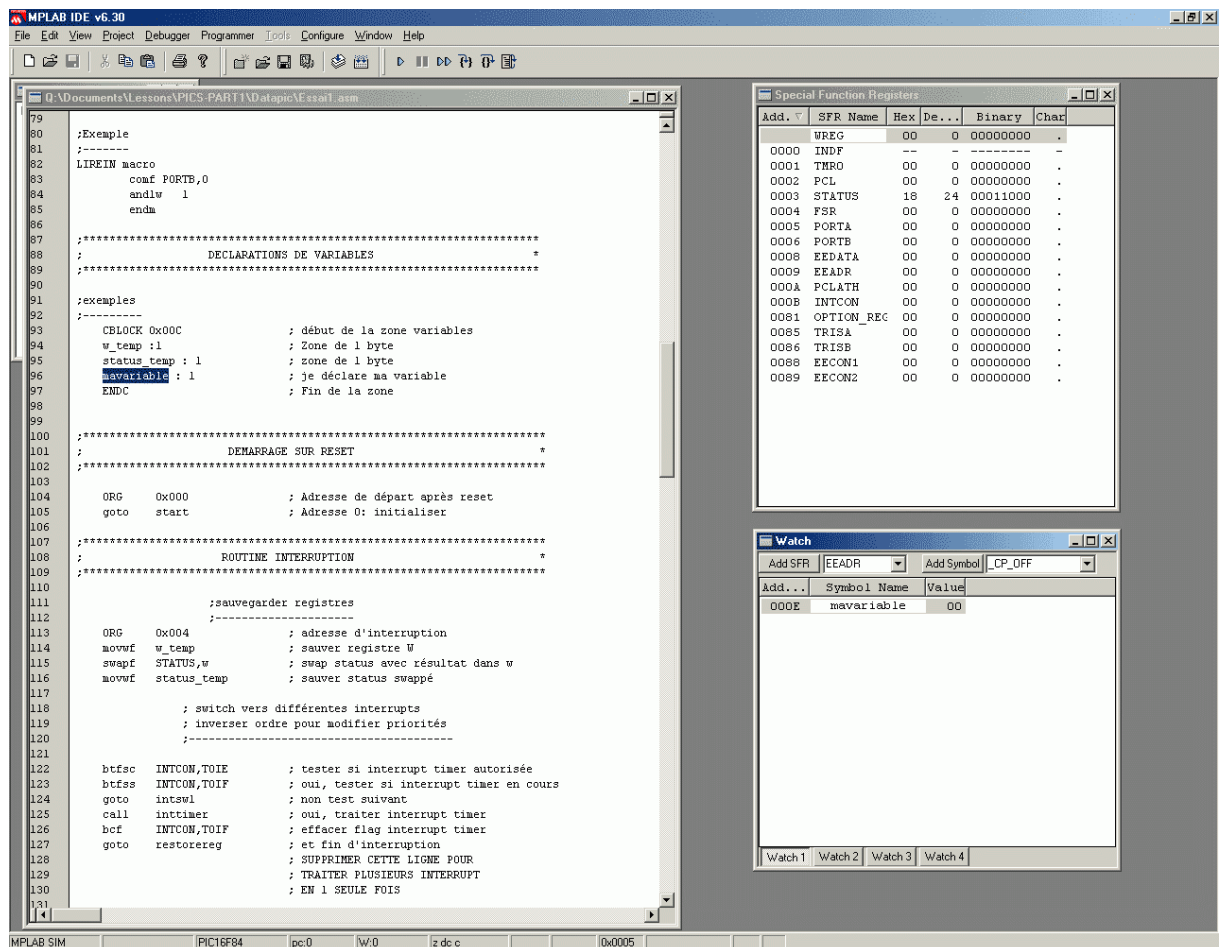 MPLAB IDE v6.30
File Edit View Project Debugger Programmer Tools Configure Window Help
Q:\Documents\Lessons\PICS-PART1\Datapic\Essai1.asm
79
80 ;Exemple
81 ;-------
82 LIREIN macro
83 comf PORTB,0
84 andlw 1
85 endm
86
87 ;*********************************************************************
88 ; DECLARATIONS DE VARIABLES *
89 ;*********************************************************************
90
91 ;exemples
92 ;---------
93 CBLOCK 0x00C ; début de la zone variables
94 w_temp :1 ; Zone de 1 byte
95 status_temp : 1 ; zone de 1 byte
96 mavariable : 1 ; je déclare ma variable
97 ENDC ; Fin de la zone
98
99
100 ;**********************************************************************
101 ; DEMARRAGE SUR RESET *
102 ;**********************************************************************
103
104 ORG 0x000 ; Adresse de départ après reset
105 goto start ; Adresse 0: initialiser
106
107 ;**********************************************************************
108 ; ROUTINE INTERRUPTION *
109 ;**********************************************************************
110
111 ;sauvegarder registres
112 ;---------------------
113 ORG 0x004 ; adresse d'interruption
114 movwf w_temp ; sauver registre W
115 swapf STATUS,w ; swap status avec résultat dans w
116 movwf status_temp ; sauver status swappé
117
118 ; switch vers différentes interrupts
119 ; inverser ordre pour modifier priorités
120 ;----------------------------------------
121
122 btfsc INTCON,TOIE ; tester si interrupt timer autorisée
123 btfss INTCON,TOIF ; oui, tester si interrupt timer en cours
124 goto intsw1 ; non test suivant
125 call inttimer ; oui, traiter interrupt timer
126 bcf INTCON,TOIF ; effacer flag interrupt timer
127 goto restorereg ; et fin d'interruption
128 ; SUPPRIMER CETTE LIGNE POUR
129 ; TRAITER PLUSIEURS INTERRUPT
130 ; EN 1 SEULE FOIS
131
Special Function Registers
Add. SFR Name Hex De... Binary Char
WREG 00 0 00000000 .
0000 INDF -- - -------- -
0001 TMR0 00 0 00000000 .
0002 PCL 00 0 00000000 .
0003 STATUS 18 24 00011000 .
0004 FSR 00 0 00000000 .
0005 PORTA 00 0 00000000 .
0006 PORTB 00 0 00000000 .
0008 EEDATA 00 0 00000000 .
0009 EEADR 00 0 00000000 .
000A PCLATH 00 0 00000000 .
000B INTCON 00 0 00000000 .
0081 OPTION_REG 00 0 00000000 .
0085 TRISA 00 0 00000000 .
0086 TRISB 00 0 00000000 .
0088 EECON1 00 0 00000000 .
0089 EECON2 00 0 00000000 .
Watch
Add SFR EEADR Add Symbol _CP_OFF
Add... Symbol Name Value
000E mavariable 00
Watch 1 Watch 2 Watch 3 Watch 4
MPLAB SIM PIC16F84 pc:0 W:0 z dc c 0x0005